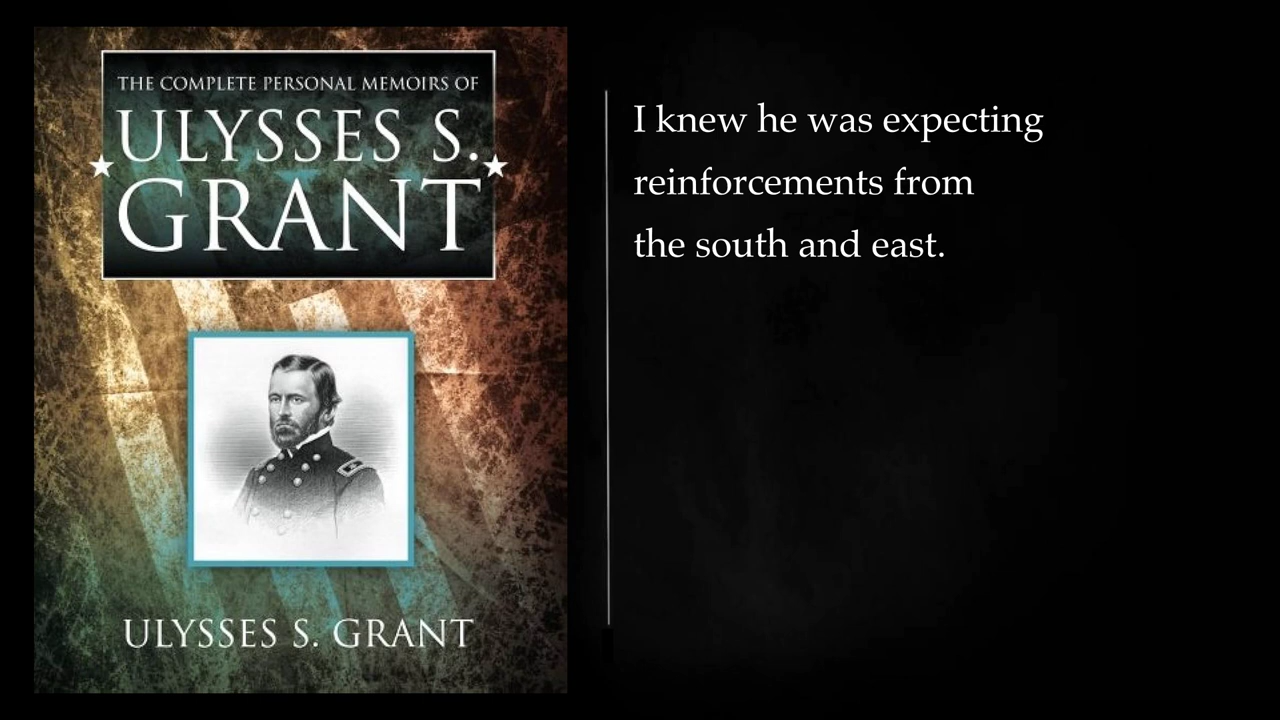 THE COMPLETE PERSONAL MEMOIRS OF
ULYSSES S.
GRANT
ULYSSES S. GRANT
I knew he was expecting
reinforcements from
the south and east.